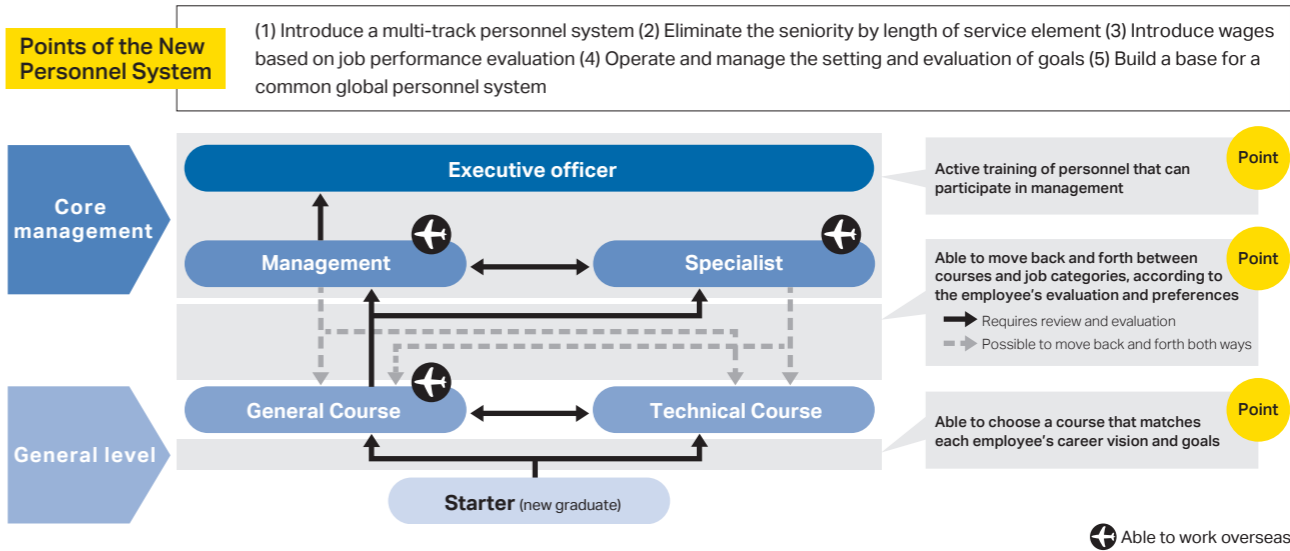 Points of the New
Personnel System
(1) Introduce a multi-track personnel system (2) Eliminate the seniority by length of service element (3) Introduce wages
based on job performance evaluation (4) Operate and manage the setting and evaluation of goals (5) Build a base for a
common global personnel system
Core
management
Executive officer
Management
Specialist
Active training of personnel that can
participate in management
Point
Able to move back and forth between
courses and job categories, according to
the employee's evaluation and preferences
Requires review and evaluation
Possible to move back and forth both ways
Point
General level
General Course
Technical Course
Starter (new graduate)
Able to choose a course that matches
each employee's career vision and goals
Point
Able to work overseas